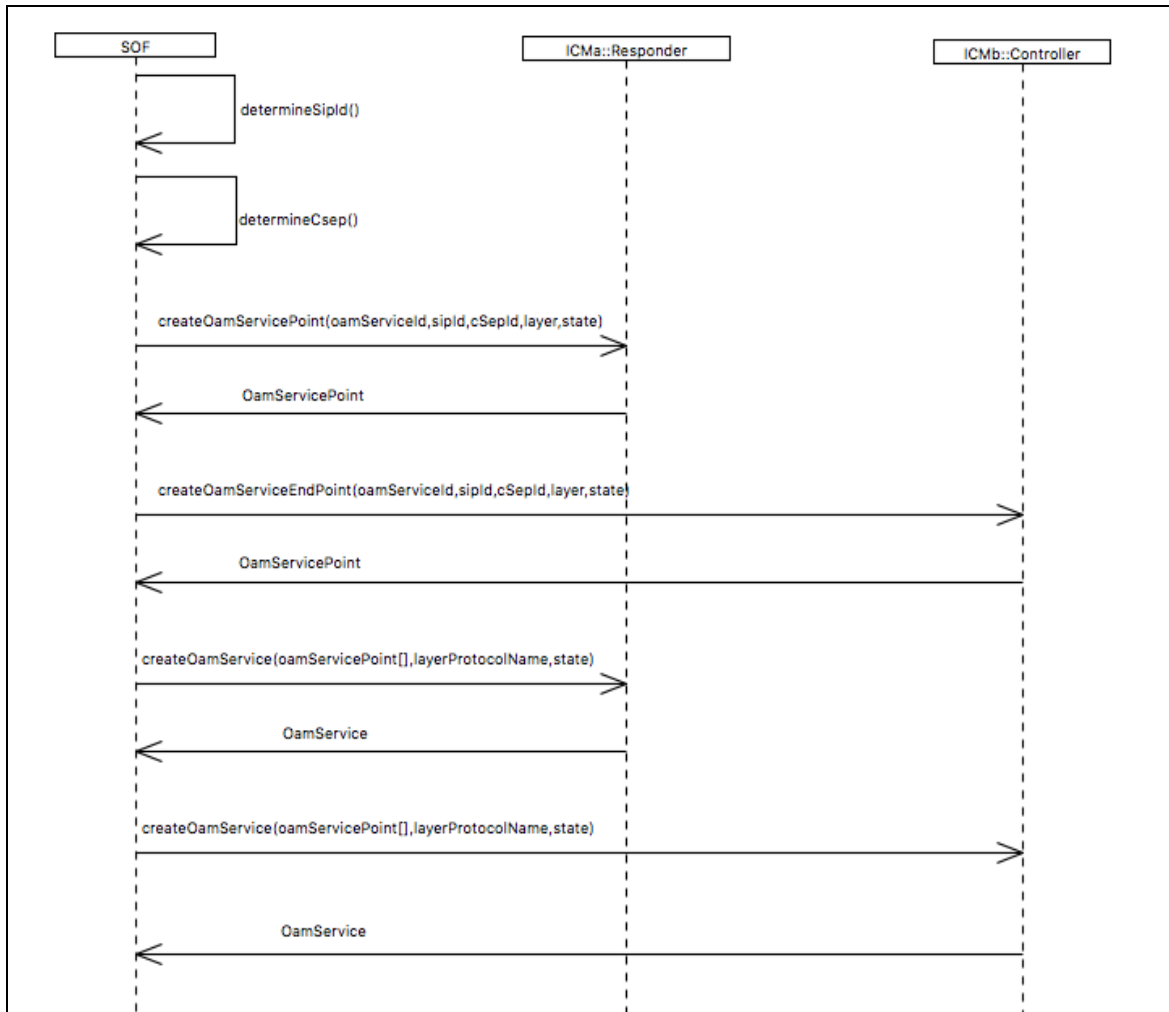 SOF
ICMa::Responder
ICMb::Controller
determineSipId()
determineCsep()
createOamServicePoint(oamServiceId,sipId,cSepId,layer,state)
OamServicePoint
createOamServiceEndPoint(oamServiceId,sipId,cSepId,layer,state)
OamServicePoint
createOamService(oamServicePoint[],layerProtocolName,state)
OamService
createOamService(oamServicePoint[],layerProtocolName,state)
OamService